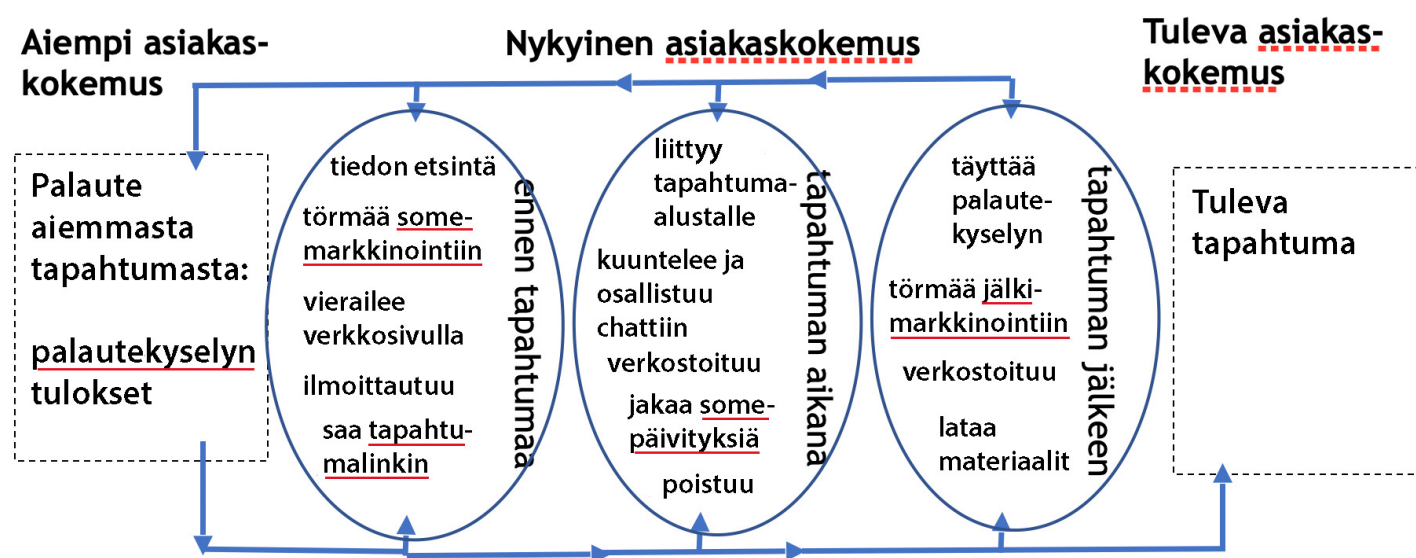 Aiempi asiakas-
kokemus
Nykyinen asiakaskokemus
Tuleva asiakas-
kokemus
Palaute
aiemmasta
tapahtumasta:
palautekyselyn
tulokset
tiedon etsintä
törmää some-
markkinointiin
vierailee
verkkosivulla
ilmoittautuu
saa tapahtu-
malinkin
ennen tapahtumaa
liittyy
tapahtuma-
alustalle
kuuntelee ja
osallistuu
chattiin
verkostoituu
jakaa some-
päivityksiä
poistuu
tapahtuman aikana
täyttää
palaute-
kyselyn
törmää jälki-
markkinointiin
verkostoituu
lataa
materiaalit
tapahtuman jälkeen
Tuleva
tapahtuma